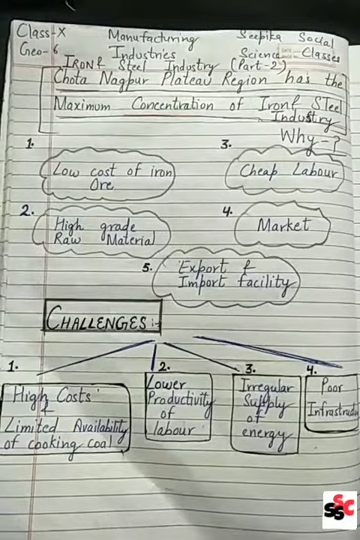 Class-X Manufacturing Seepika Social
Geo-6 Industries Science Classes
Iron & Steel Industry (Part-2)
Chota Nagpur Plateau Region has the
Maximum Concentration of Iron & Steel
Industry
Why-?
1.
Low cost of iron
Ore
3.
Cheap Labour
2.
High grade
Raw Material
4.
Market
5.
Export &
Import facility
CHALLENGES:-
1.
High Costs
&
Limited Availability
of cooking coal
2.
Lower
Productivity
of
labour
3.
Irregular
Supply
of
energy
4.
Poor
Infrastru
SSC